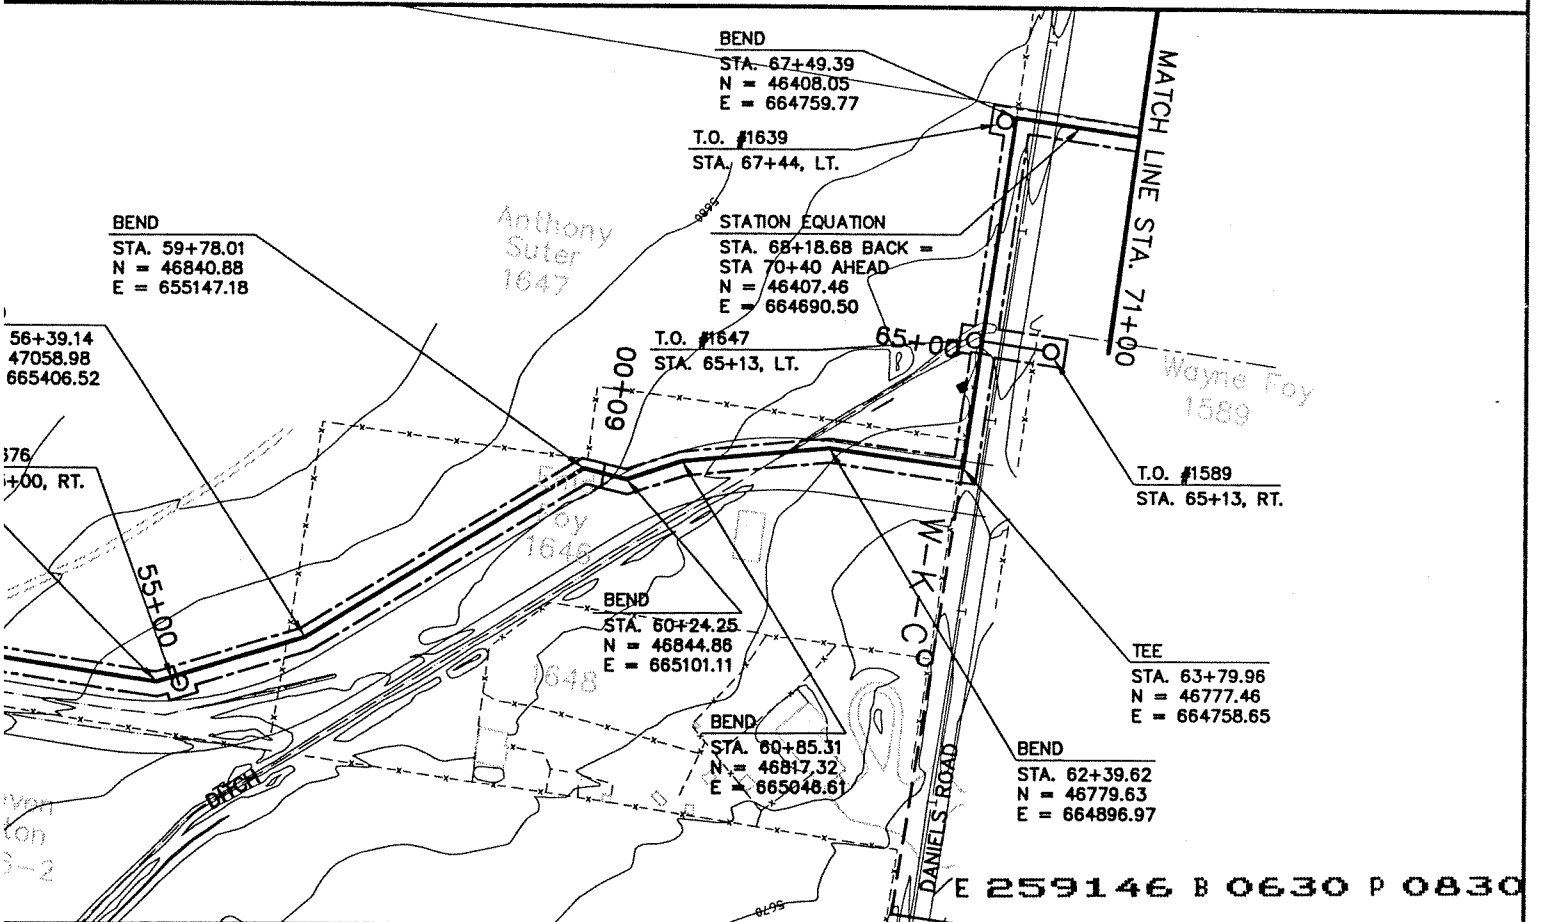 BEND
STA. 67+49.39
N = 46408.05
E = 664759.77
T.O. #1639
STA. 67+44, LT.
MATCH LINE STA. 71+00
5680
BEND
STA. 59+78.01
N = 46840.88
E = 655147.18
Anthony
Suter
1647
STATION EQUATION
STA. 68+18.68 BACK =
STA 70+40 AHEAD
N = 46407.46
E = 664690.50
56+39.14
47058.98
665406.52
60+00
T.O. #1647
STA. 65+13, LT.
65+00
Wayne Foy
1589
T.O. #1589
STA. 65+13, RT.
+00, RT.
Foy
1646
55+00
W-K-Co
BEND
STA. 60+24.25
N = 46844.86
E = 665101.11
1648
TEE
STA. 63+79.96
N = 46777.46
E = 664758.65
BEND
STA. 60+85.31
N = 46817.32
E = 665048.61
BEND
STA. 62+39.62
N = 46779.63
E = 664896.97
DITCH
DANIELS ROAD
5670
E 259146 B 0630 P 0830